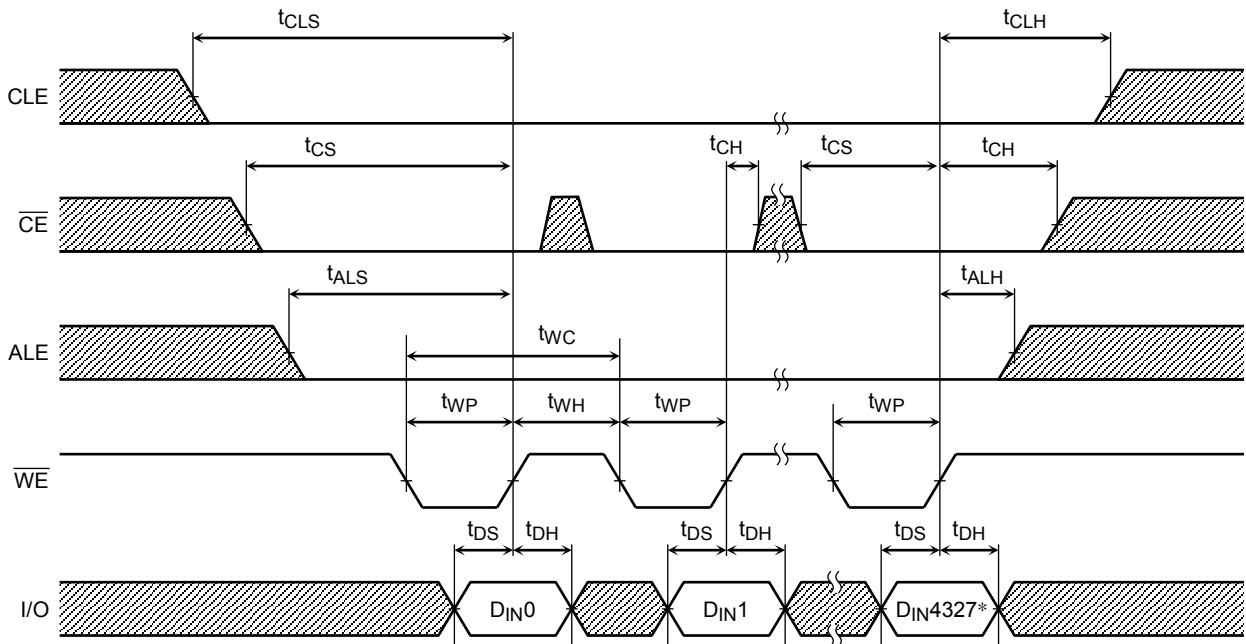 tCLS tCLH
CLE
tCS tCH tCS tCH
CE
tALS tALH
ALE
tWC
tWP tWH tWP tWP
WE
tDS tDH tDS tDH tDS tDH
I/O DIN0 DIN1 DIN4327*